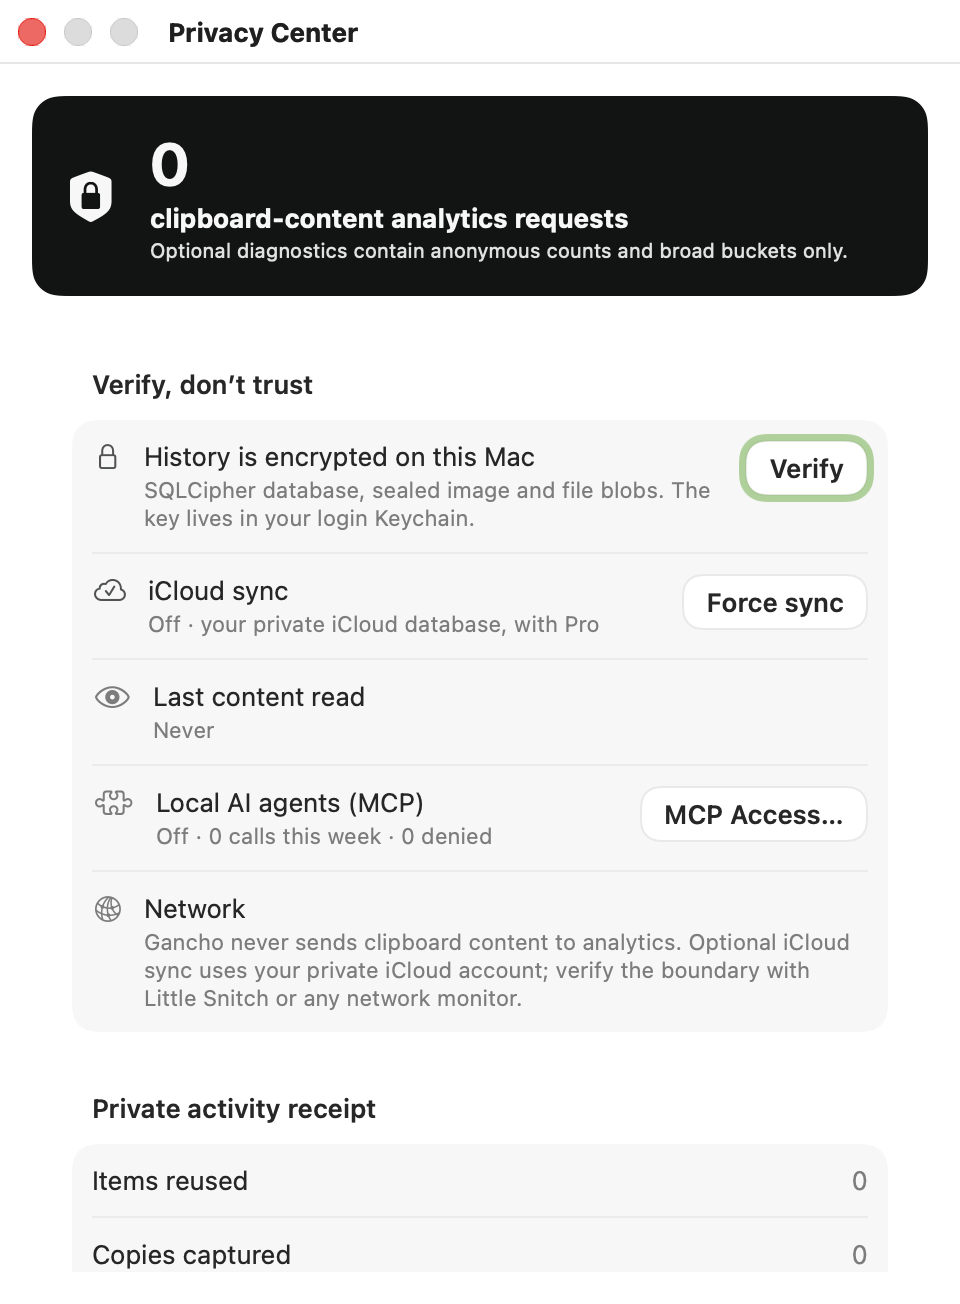 Privacy Center
0
clipboard-content analytics requests
Optional diagnostics contain anonymous counts and broad buckets only.
Verify, don’t trust
History is encrypted on this Mac
SQLCipher database, sealed image and file blobs. The
key lives in your login Keychain.
Verify
iCloud sync
Off · your private iCloud database, with Pro
Force sync
Last content read
Never
Local AI agents (MCP)
Off · 0 calls this week · 0 denied
MCP Access...
Network
Gancho never sends clipboard content to analytics. Optional iCloud
sync uses your private iCloud account; verify the boundary with
Little Snitch or any network monitor.
Private activity receipt
Items reused 0
Copies captured 0